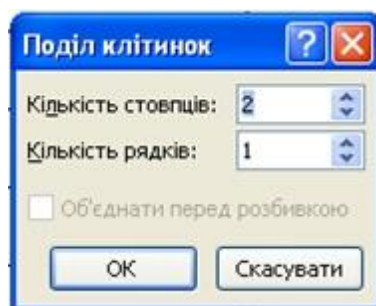 Поділ клітинок
Кількість стовпців: 2
Кількість рядків: 1
Об'єднати перед розбивкою
ОК Скасувати